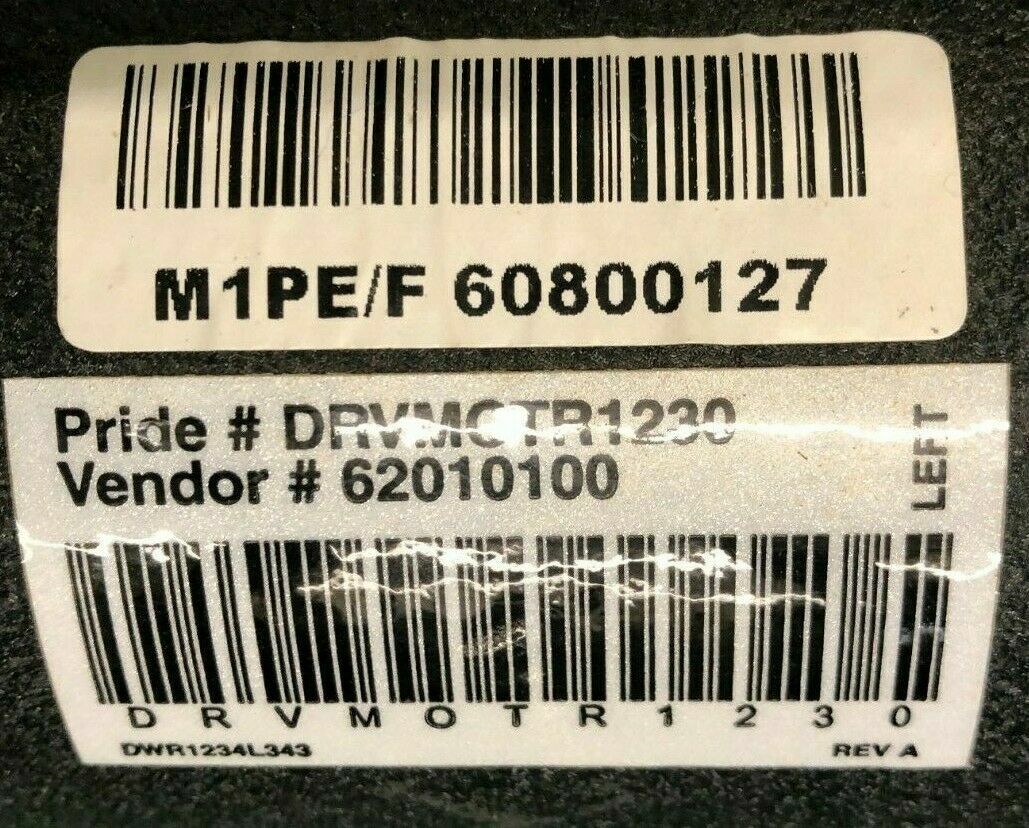 M1PE/F 60800127
Pride # DRVMOTR1230
Vendor # 62010100
LEFT
D R V M O T R 1 2 3 0
DWR1234L343
REV A